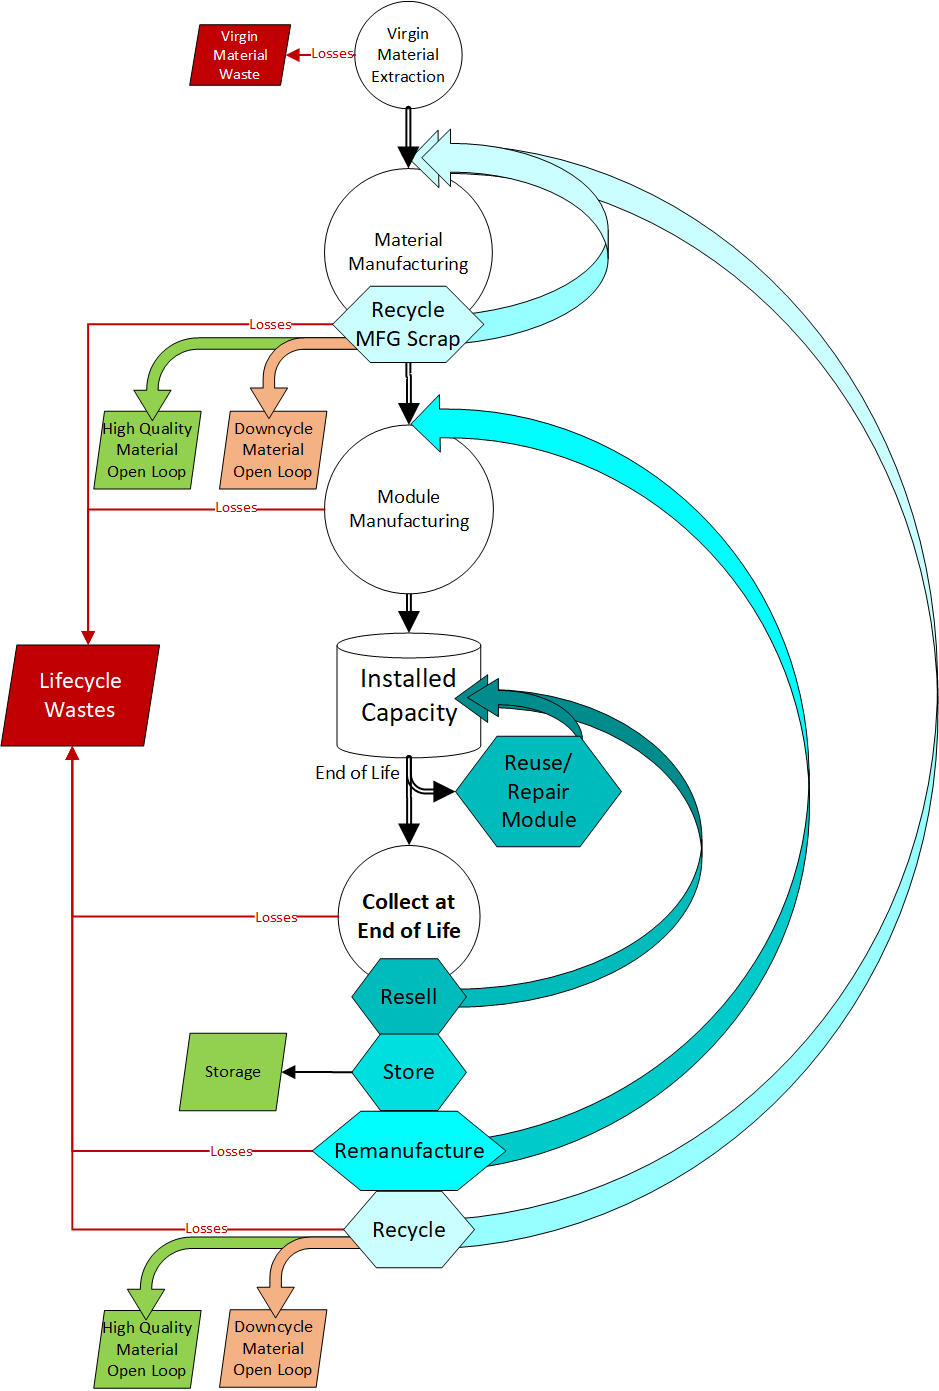 Virgin
Material
Waste
Losses
Virgin
Material
Extraction
Material
Manufacturing
Recycle
MFG Scrap
Losses
High Quality
Material
Open Loop
Downcycle
Material
Open Loop
Module
Manufacturing
Losses
Lifecycle
Wastes
Installed
Capacity
End of Life
Reuse/
Repair
Module
Collect at
End of Life
Losses
Resell
Storage
Store
Losses
Remanufacture
Losses
Recycle
High Quality
Material
Open Loop
Downcycle
Material
Open Loop